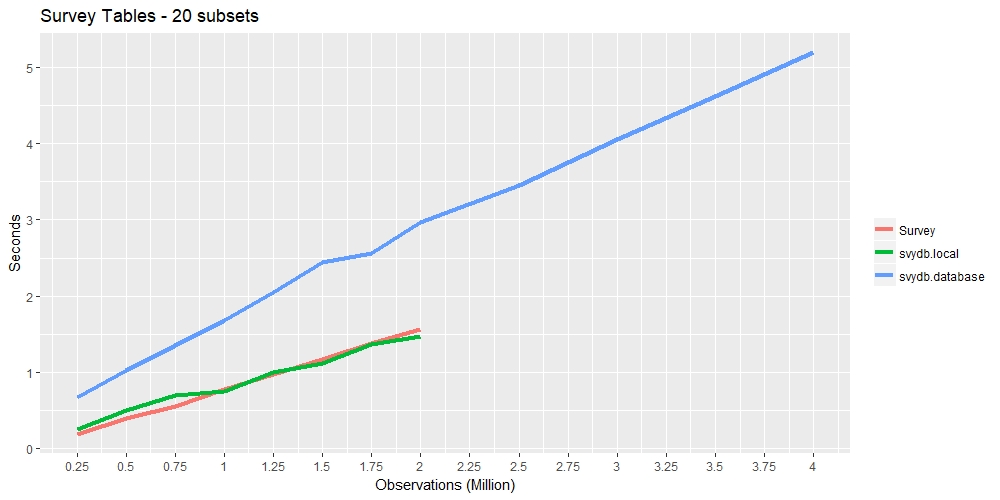 Survey Tables - 20 subsets
Seconds
5
4
3
2
1
0
0.25 0.5 0.75 1 1.25 1.5 1.75 2 2.25 2.5 2.75 3 3.25 3.5 3.75 4
Observations (Million)
Survey
svydb.local
svydb.database